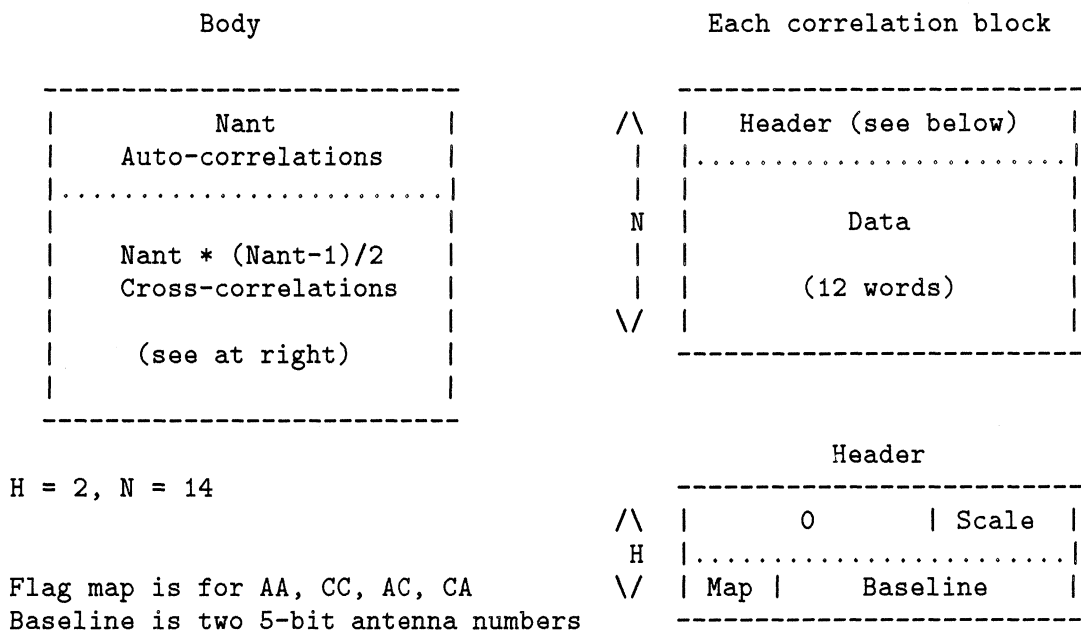 Body
Each correlation block
Nant
Auto-correlations
Nant * (Nant-1)/2
Cross-correlations
(see at right)
Header (see below)
N
Data
(12 words)
H = 2, N = 14
Flag map is for AA, CC, AC, CA
Baseline is two 5-bit antenna numbers
Header
0 | Scale
H
Map | Baseline